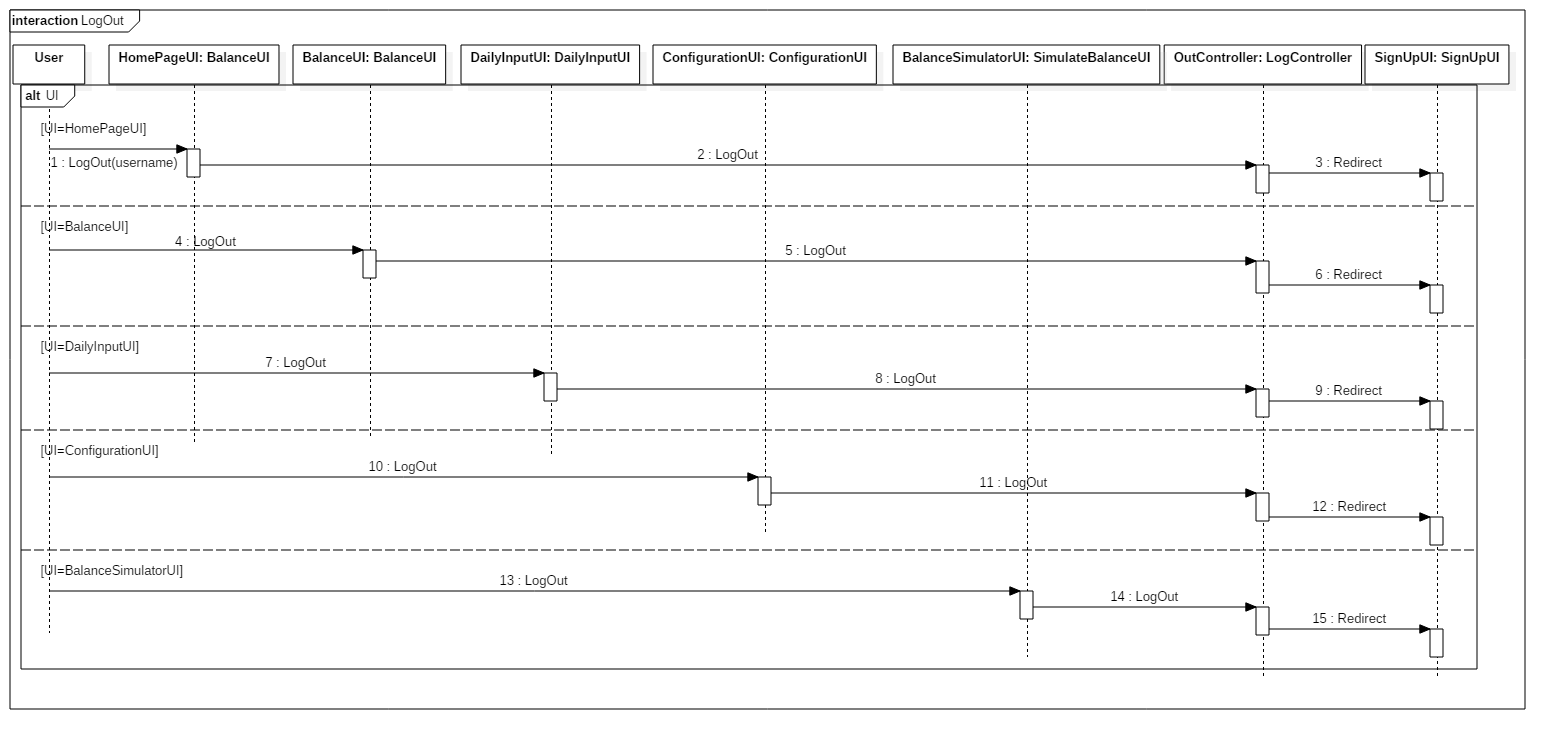 interaction LogOut
User
HomePageUI: BalanceUI
BalanceUI: BalanceUI
DailyInputUI: DailyInputUI
ConfigurationUI: ConfigurationUI
BalanceSimulatorUI: SimulateBalanceUI
OutController: LogController
SignUpUI: SignUpUI
alt UI
[UI=HomePageUI]
1 : LogOut(username)
2 : LogOut
3 : Redirect
[UI=BalanceUI]
4 : LogOut
5 : LogOut
6 : Redirect
[UI=DailyInputUI]
7 : LogOut
8 : LogOut
9 : Redirect
[UI=ConfigurationUI]
10 : LogOut
11 : LogOut
12 : Redirect
[UI=BalanceSimulatorUI]
13 : LogOut
14 : LogOut
15 : Redirect